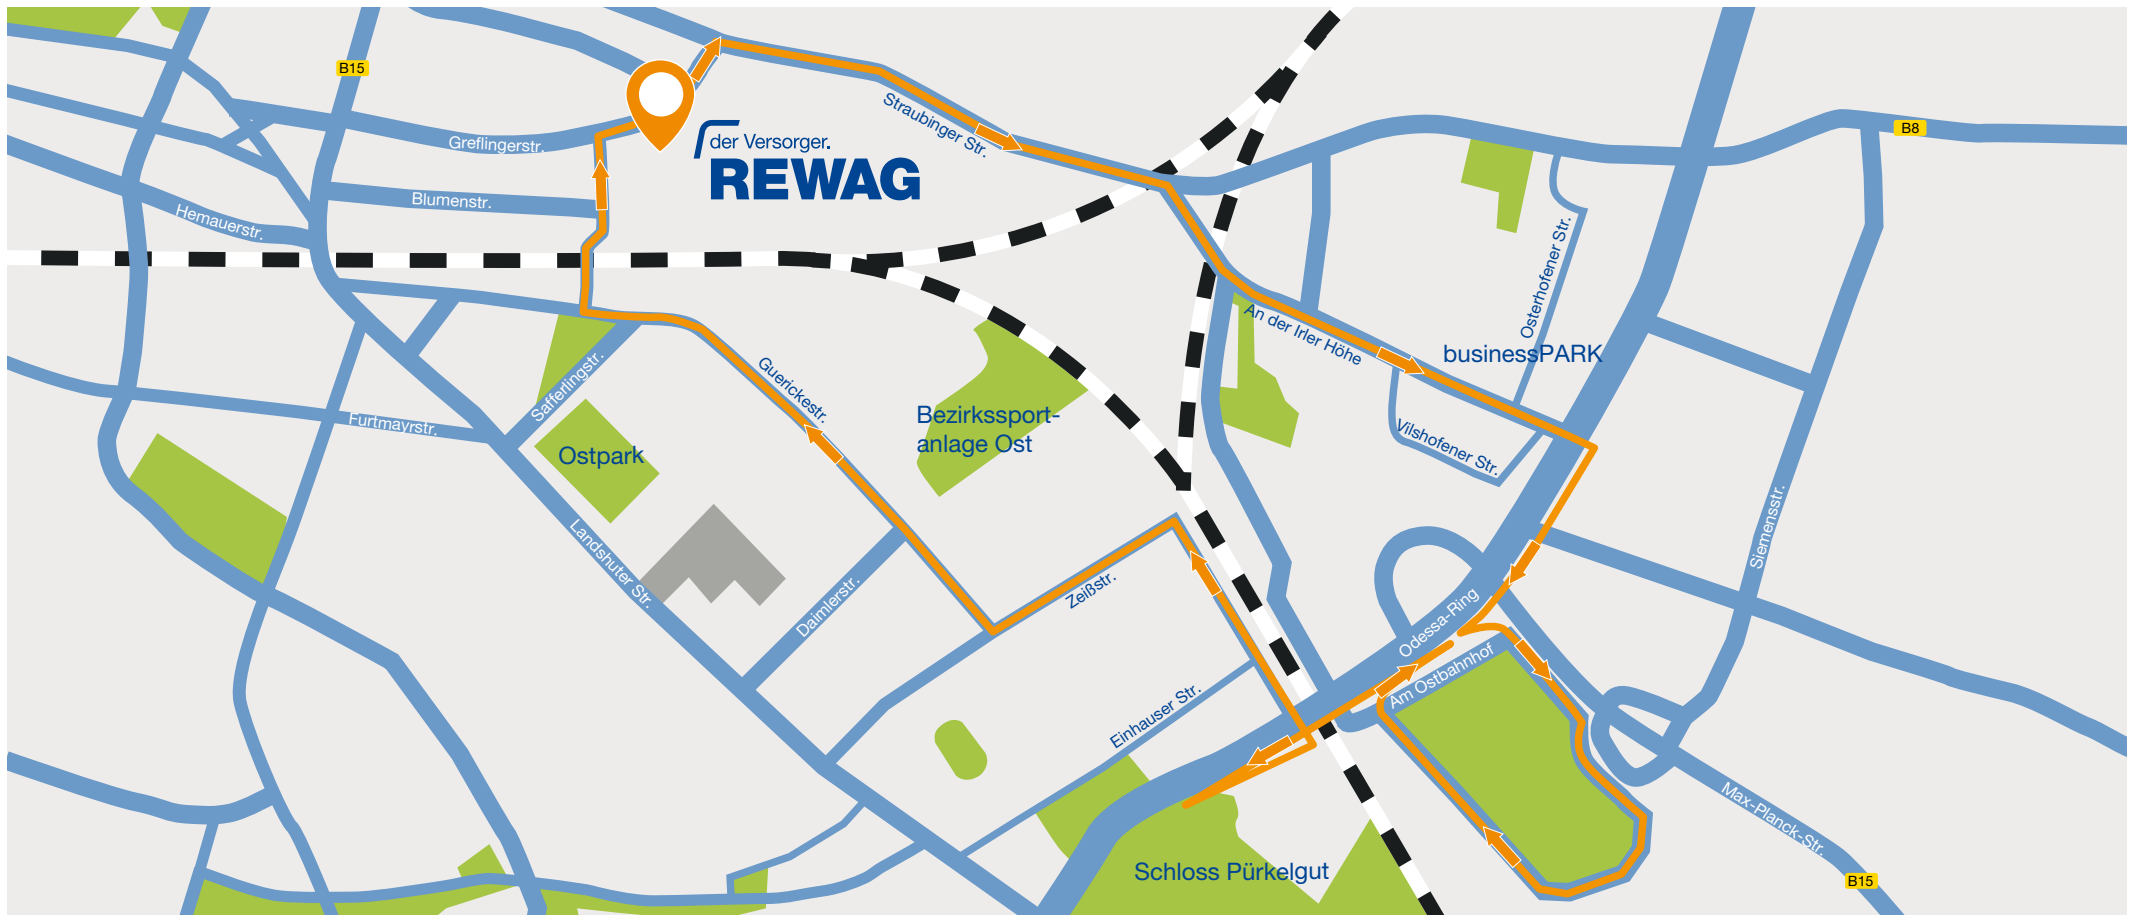 B15
Straubinger Str.
B8
Greflingerstr.
der Versorger.
REWAG
Blumenstr.
Hemauerstr.
Osterhofener Str.
An der Irler Höhe
businessPARK
Safferlingstr.
Guerickestr.
Furtmayrstr.
Bezirkssport-
anlage Ost
Vilshofener Str.
Ostpark
Siemensstr.
Landshuter Str.
Daimlerstr.
Zeißstr.
Odessa-Ring
Am Ostbahnhof
Einhauser Str.
Max-Planck-Str.
Schloss Pürkelgut
B15